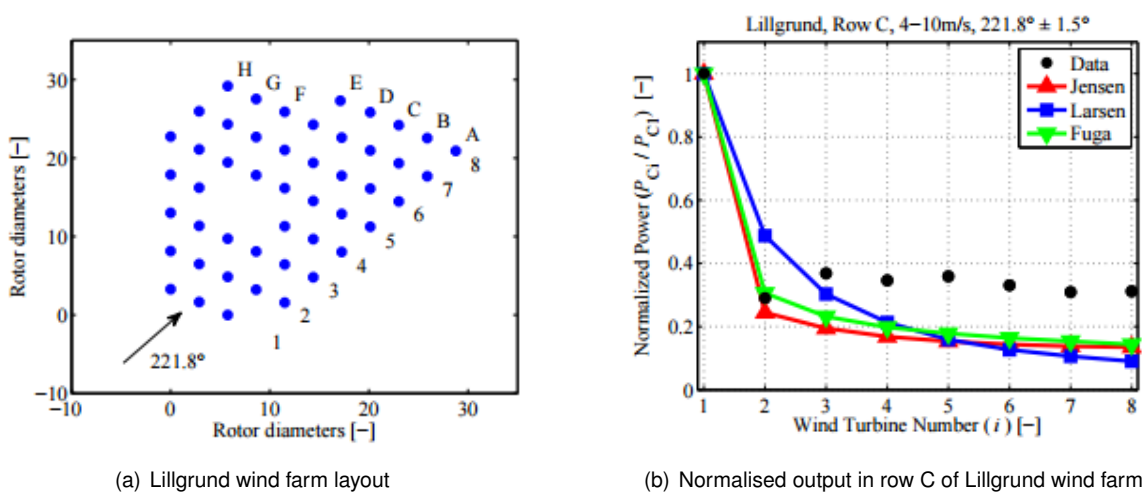 H
G
F
E
D
C
B
A
8
7
6
5
4
3
2
1
221.8°
30
20
10
0
−10
−10
0
10
20
30
Rotor diameters [−]
Rotor diameters [−]
(a) Lillgrund wind farm layout
Lillgrund, Row C, 4−10m/s, 221.8° ± 1.5°
Data
Jensen
Larsen
Fuga
1
0.8
0.6
0.4
0.2
0
1
2
3
4
5
6
7
8
Normalized Power (P_Ci / P_C1) [−]
Wind Turbine Number (i) [−]
(b) Normalised output in row C of Lillgrund wind farm